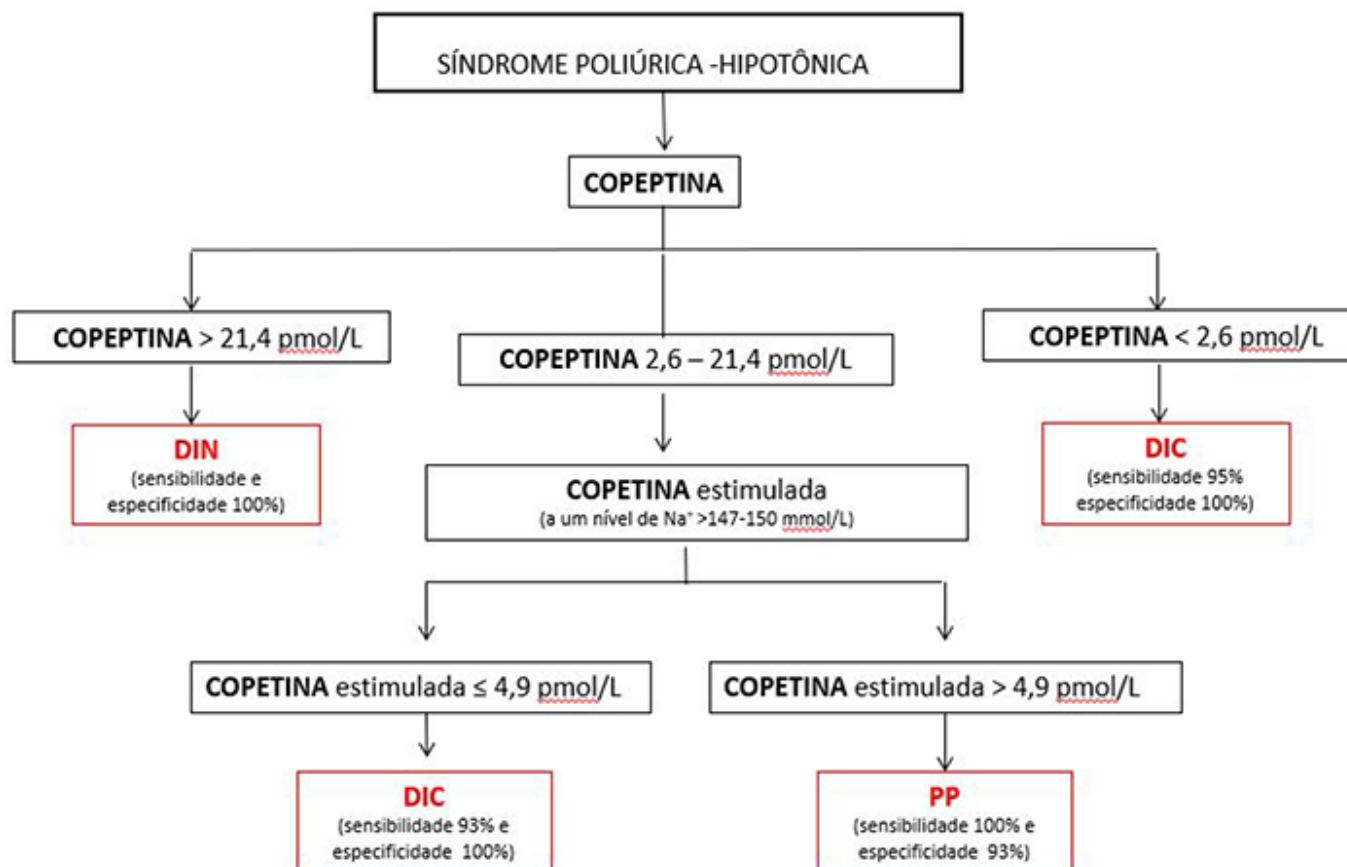 SÍNDROME POLIÚRICA -HIPOTÔNICA
COPEPTINA
COPEPTINA > 21,4 pmol/L
COPEPTINA 2,6 – 21,4 pmol/L
COPEPTINA < 2,6 pmol/L
DIN
(sensibilidade e
especificidade 100%)
DIC
(sensibilidade 95%
especificidade 100%)
COPETINA estimulada
(a um nível de Na⁺ >147-150 mmol/L)
COPETINA estimulada ≤ 4,9 pmol/L
COPETINA estimulada > 4,9 pmol/L
DIC
(sensibilidade 93% e
especificidade 100%)
PP
(sensibilidade 100% e
especificidade 93%)